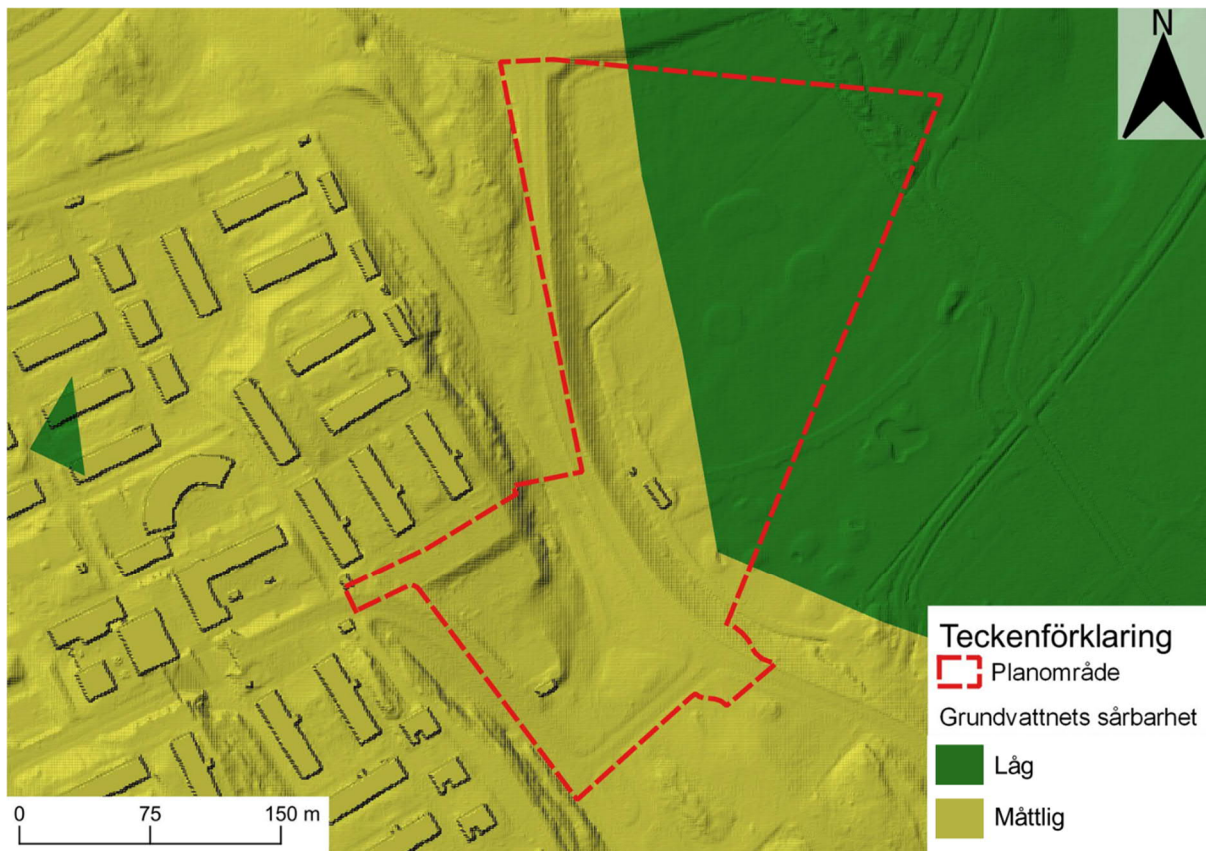 N
Teckenförklaring
Planområde
Grundvattnets sårbarhet
Låg
Måttlig
0 75 150 m